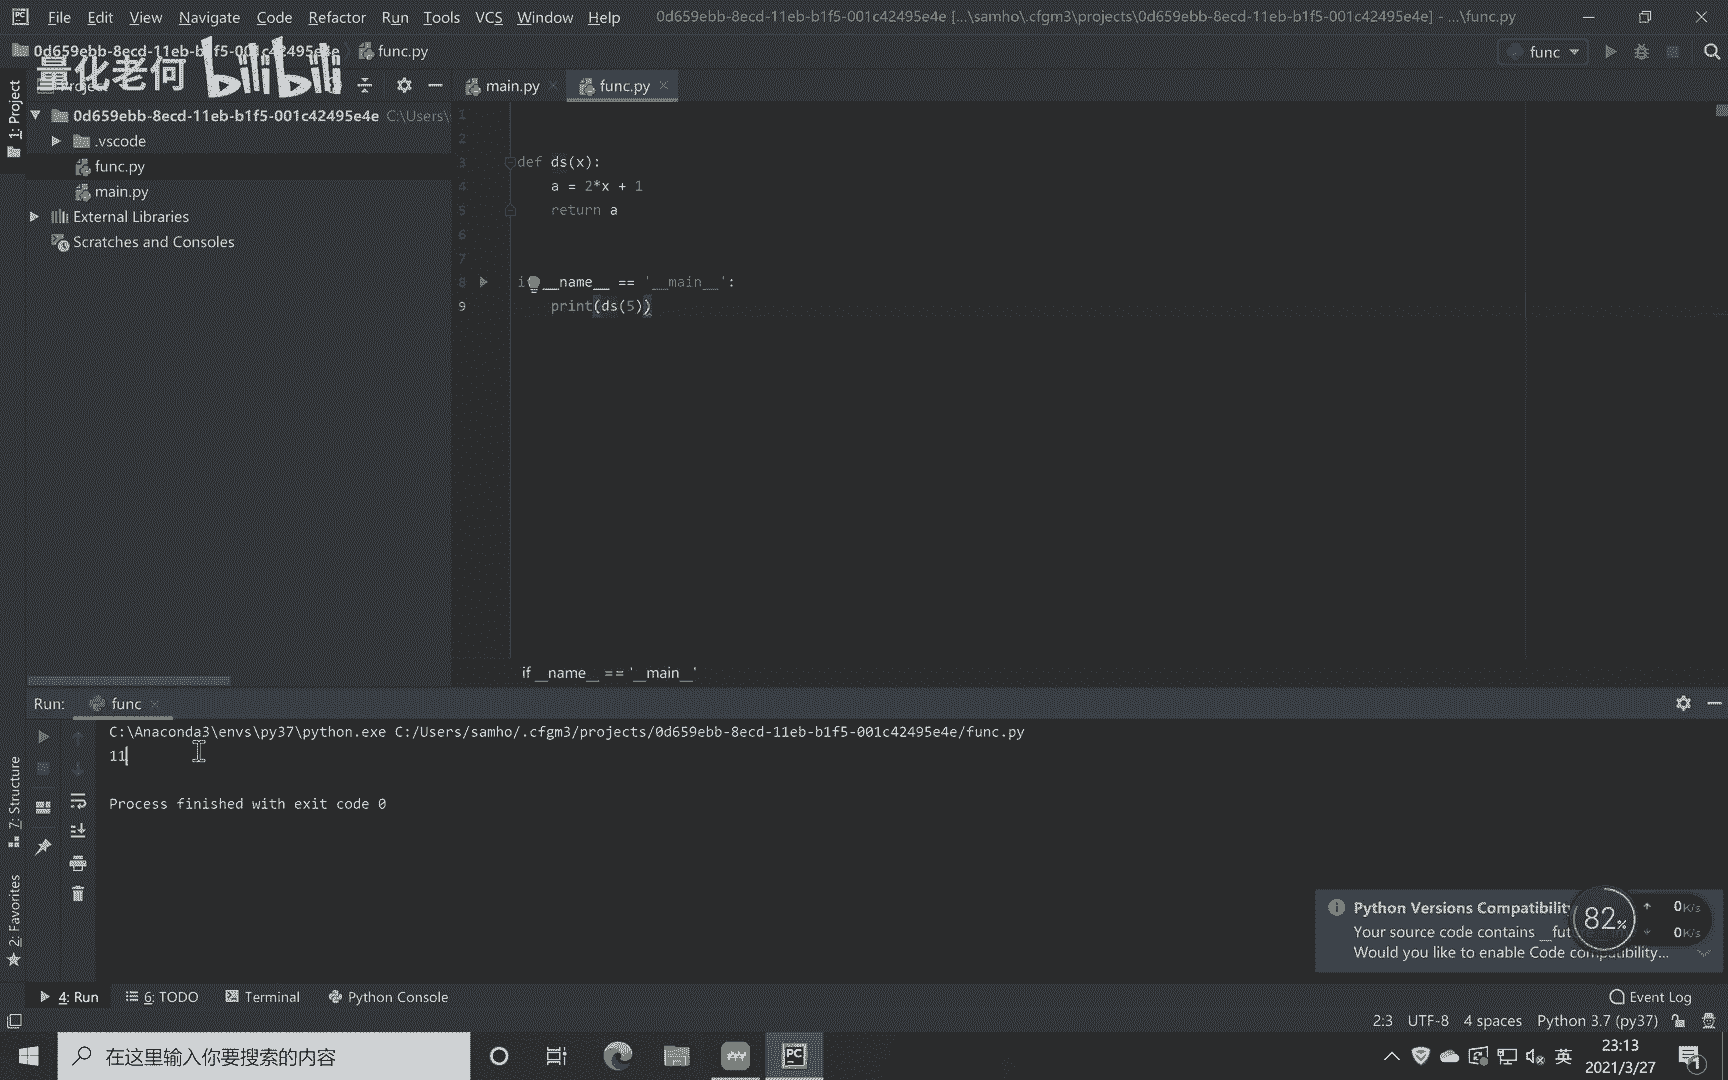 File Edit View Navigate Code Refactor Run Tools VCS Window Help 0d659ebb-8ecd-11eb-b1f5-001c42495e4e [...\samho\.cfgm3\projects\0d659ebb-8ecd-11eb-b1f5-001c42495e4e] - ...\func.py
0d659ebb-8ecd-11eb-b1f5-001c42495e4e func.py func
量化老何 bilibili
Project main.py func.py
1: Project
0d659ebb-8ecd-11eb-b1f5-001c42495e4e C:\Users\
.vscode
func.py
main.py
External Libraries
Scratches and Consoles
1
2
3 def ds(x):
4 a = 2*x + 1
5 return a
6
7
8 i __name__ == '__main__':
9 print(ds(5))
if __name__ == '__main__'
Run: func
C:\Anaconda3\envs\py37\python.exe C:/Users/samho/.cfgm3/projects/0d659ebb-8ecd-11eb-b1f5-001c42495e4e/func.py
11
Process finished with exit code 0
7: Structure
2: Favorites
Python Versions Compatibility
Your source code contains __fut
Would you like to enable Code compatibility...
82%
0K/s
0K/s
4: Run 6: TODO Terminal Python Console Event Log
2:3 UTF-8 4 spaces Python 3.7 (py37)
在这里输入你要搜索的内容
PC
英
23:13
2021/3/27
1